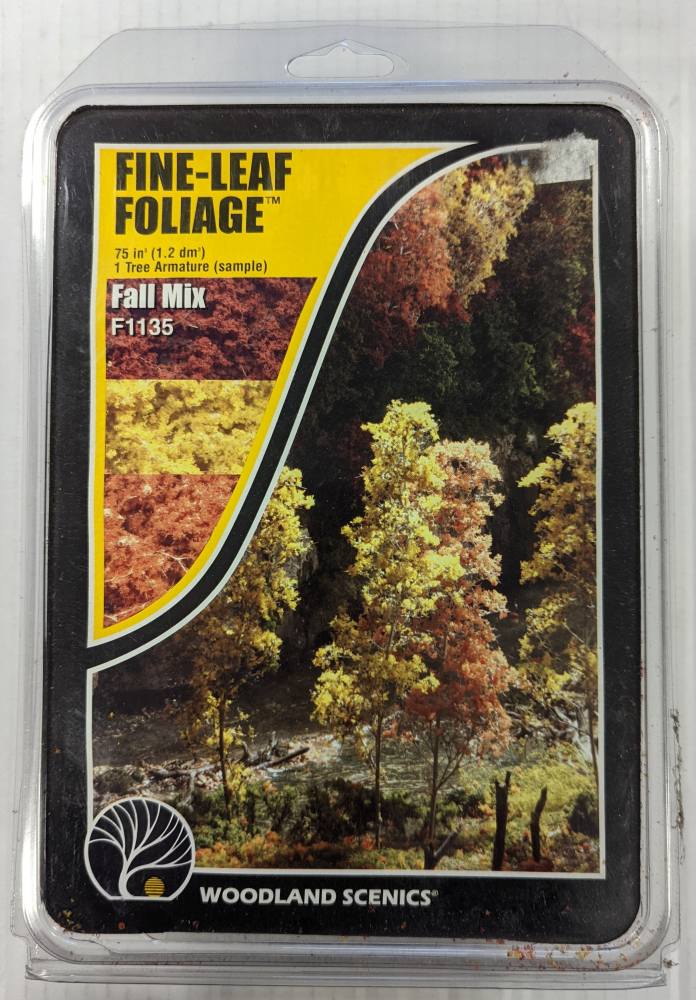 FINE-LEAF
FOLIAGE™
75 in³ (1.2 dm³)
1 Tree Armature (sample)
Fall Mix
F1135
WOODLAND SCENICS®